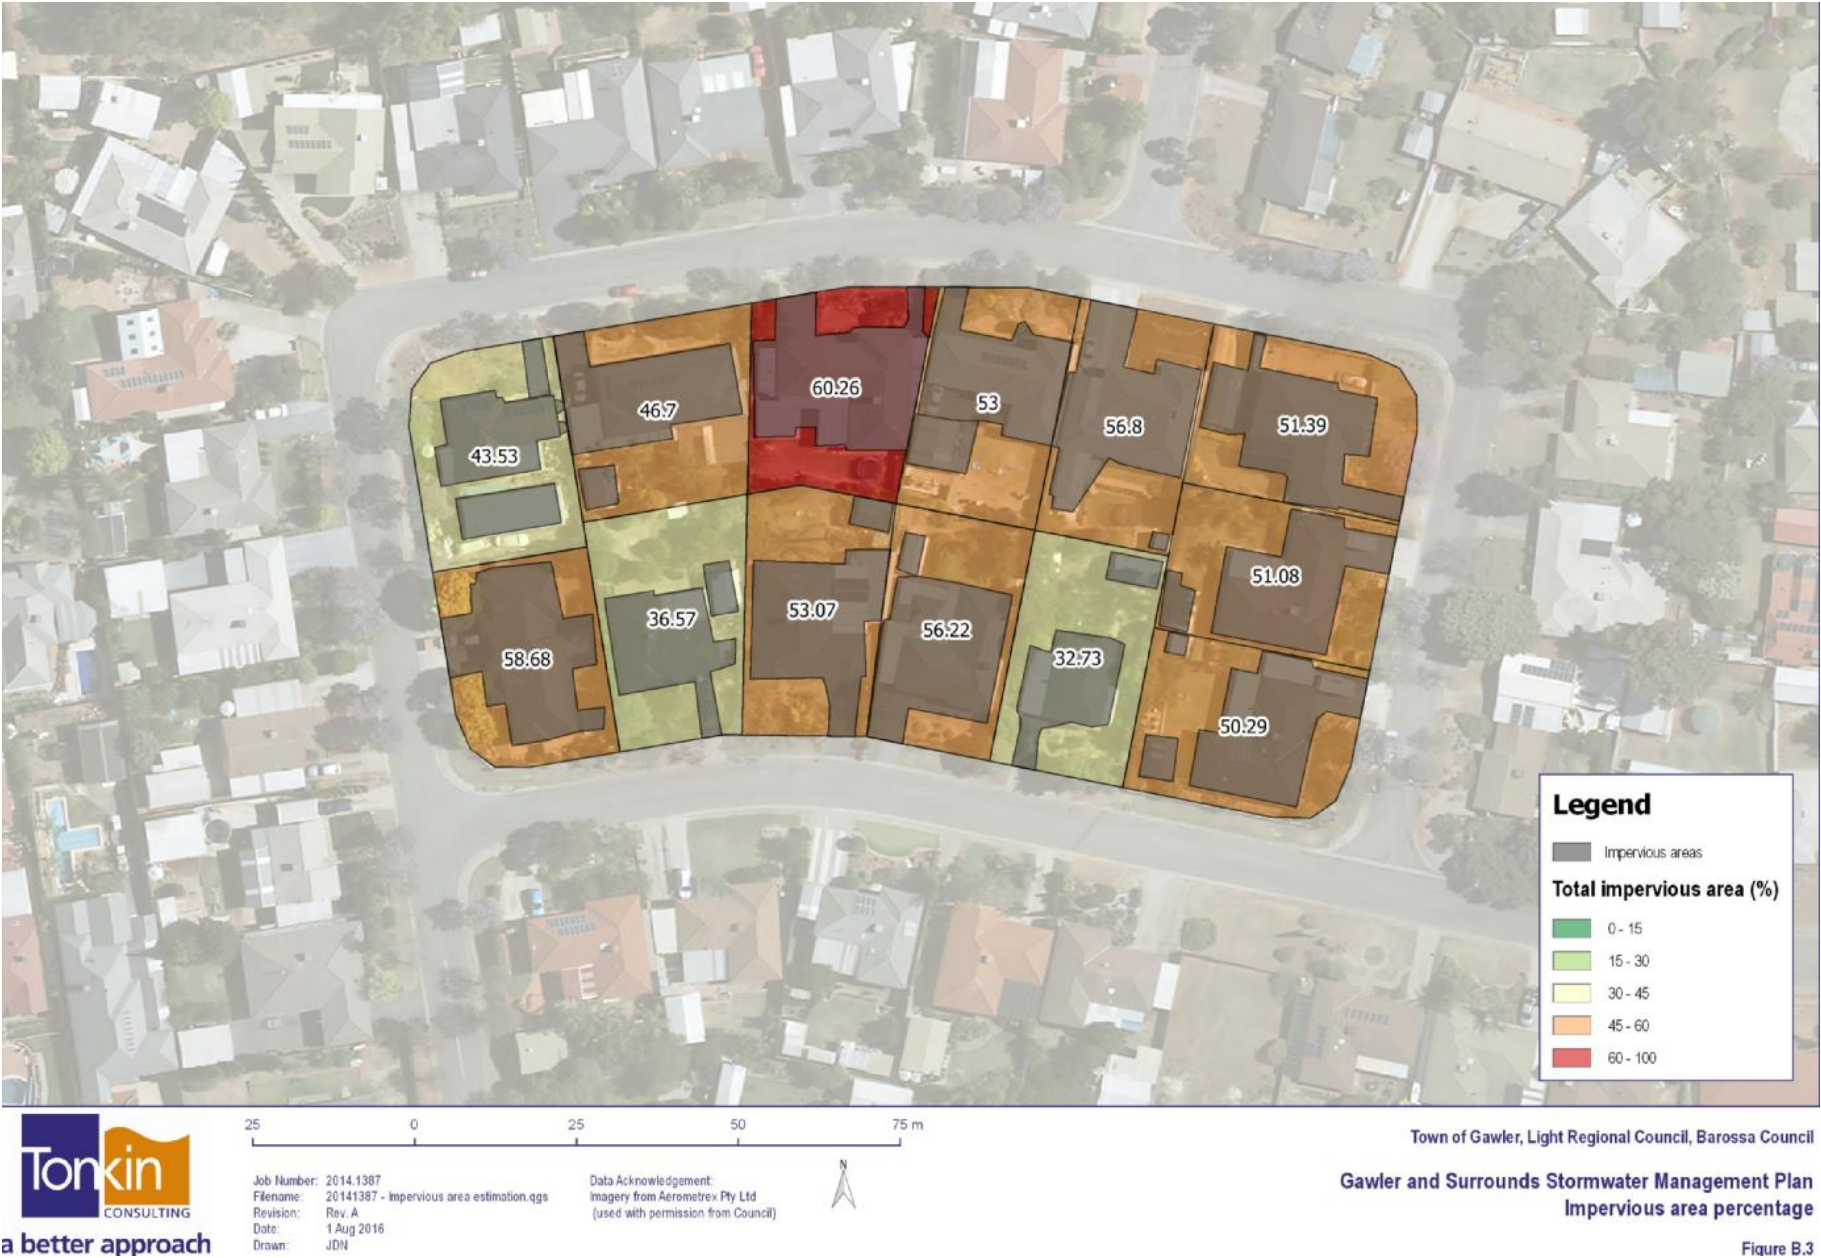 60.26
53
46.7
56.8
51.39
43.53
51.08
53.07
36.57
56.22
58.68
32.73
50.29
Legend
Impervious areas
Total impervious area (%)
0 - 15
15 - 30
30 - 45
45 - 60
60 - 100
Tonkin
CONSULTING
a better approach
25 0 25 50 75 m
Job Number: 2014.1387
Filename: 20141387 - Impervious area estimation.qgs
Revision: Rev. A
Date: 1 Aug 2016
Drawn: JDN
Data Acknowledgement:
Imagery from Aerometrex Pty Ltd
(used with permission from Council)
N
Town of Gawler, Light Regional Council, Barossa Council
Gawler and Surrounds Stormwater Management Plan
Impervious area percentage
Figure B.3